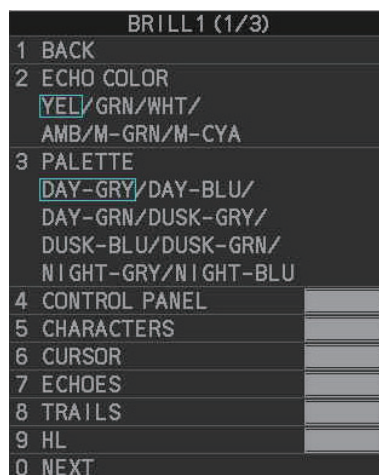 BRILL1 (1/3)
1 BACK
2 ECHO COLOR
YEL/GRN/WHT/
AMB/M-GRN/M-CYA
3 PALETTE
DAY-GRY/DAY-BLU/
DAY-GRN/DUSK-GRY/
DUSK-BLU/DUSK-GRN/
NIGHT-GRY/NIGHT-BLU
4 CONTROL PANEL
5 CHARACTERS
6 CURSOR
7 ECHOES
8 TRAILS
9 HL
0 NEXT